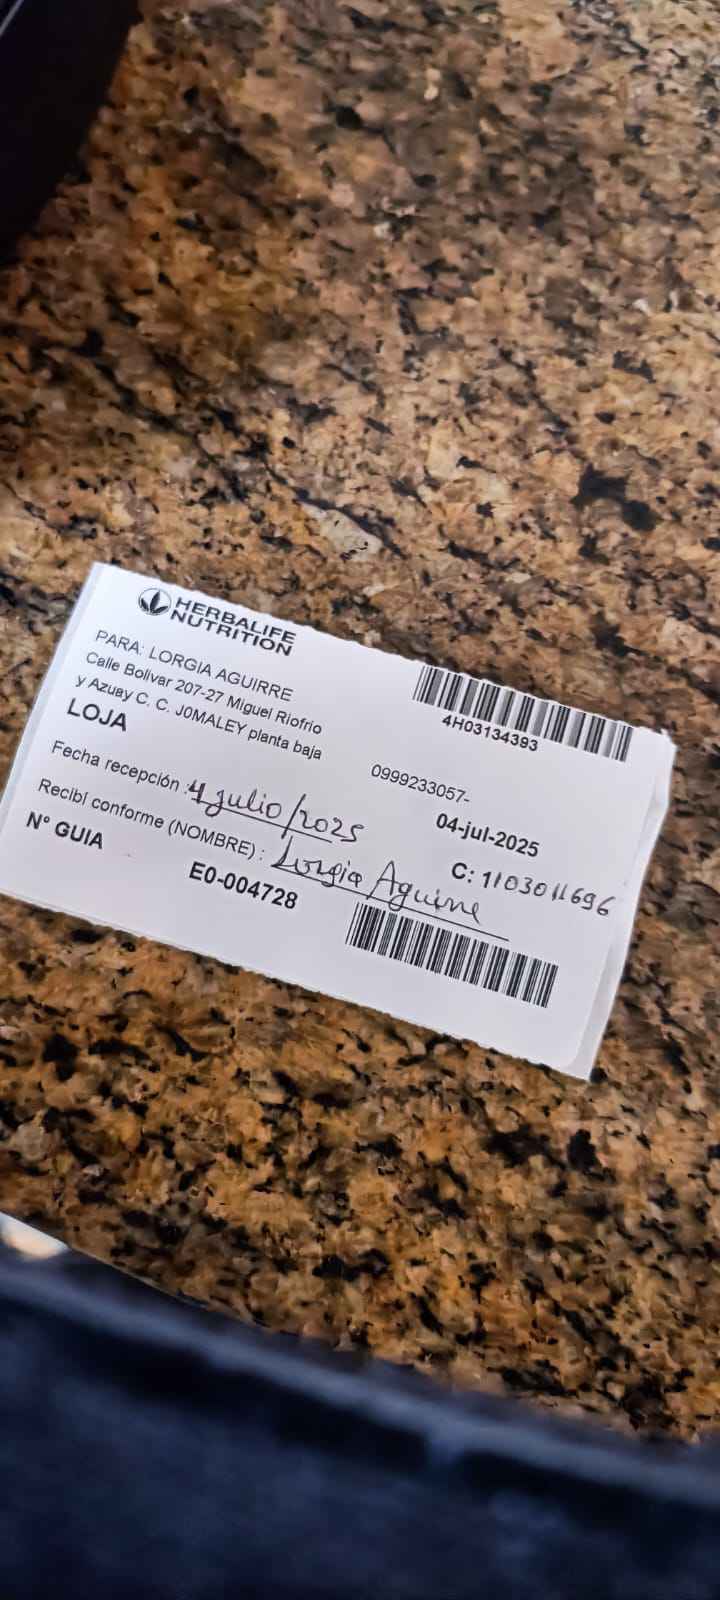 HERBALIFE
NUTRITION
PARA: LORGIA AGUIRRE
Calle Bolívar 207-27 Miguel Riofrio
y Azuay C. C. J0MALEY planta baja
LOJA
4H03134393
0999233057-
04-jul-2025
Fecha recepción : 4 julio/2025
Recibí conforme (NOMBRE) : Lorgia Aguirre
C: 1103011696
N° GUIA
E0-004728